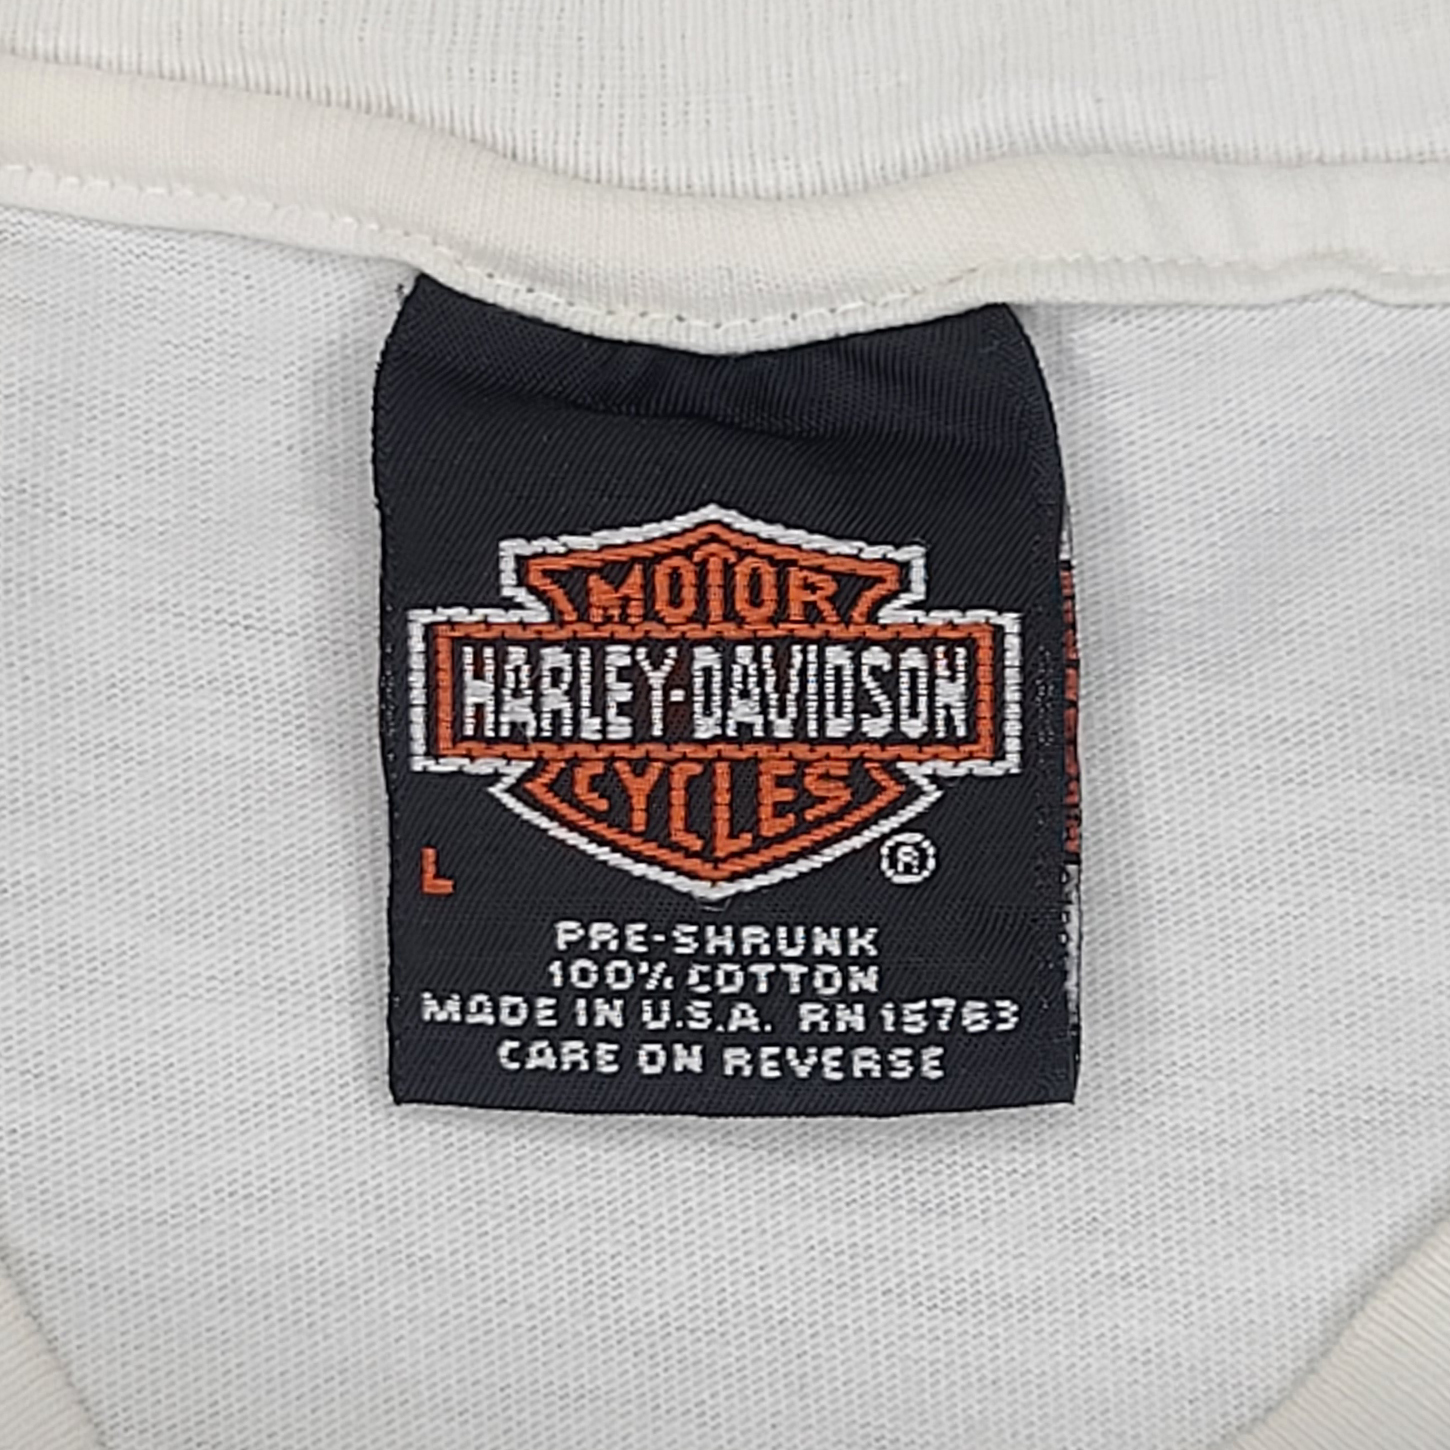 MOTOR
HARLEY-DAVIDSON
CYCLES
®
L
PRE-SHRUNK
100% COTTON
MADE IN U.S.A. RN 15763
CARE ON REVERSE